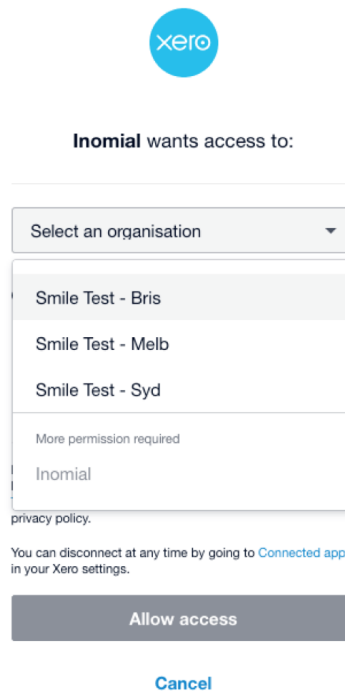 xero
Inomial wants access to:
Select an organisation
Smile Test - Bris
Smile Test - Melb
Smile Test - Syd
More permission required
Inomial
privacy policy.
You can disconnect at any time by going to Connected app
in your Xero settings.
Allow access
Cancel